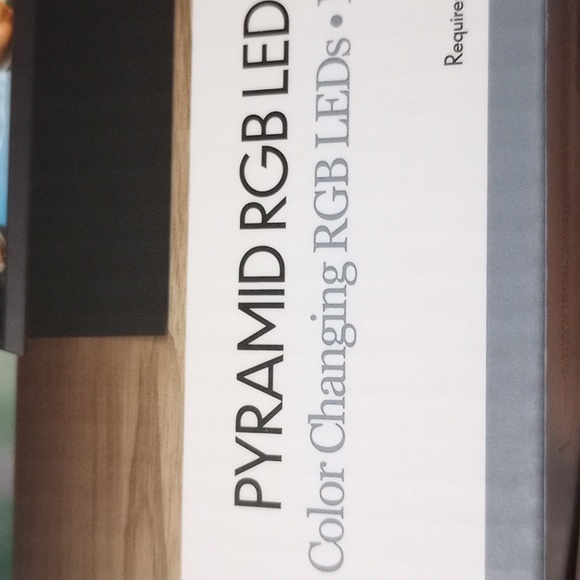 PYRAMID RGB LED
Color Changing RGB LEDs •
Require